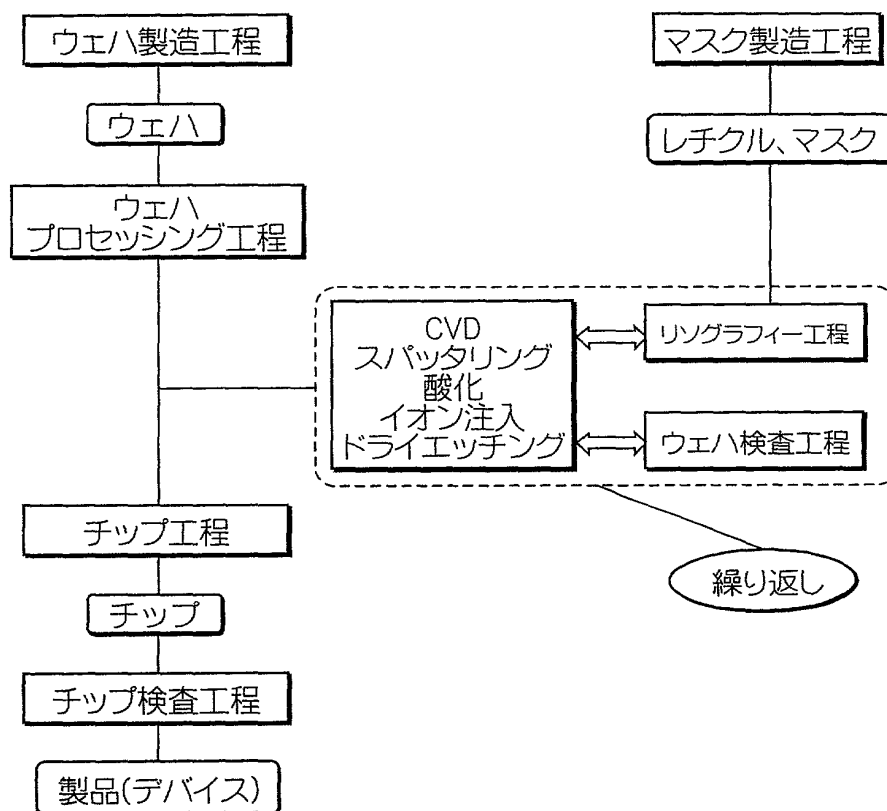 ウェハ製造工程
ウェハ
ウェハ
プロセッシング工程
マスク製造工程
レチクル、マスク
CVD
スパッタリング
酸化
イオン注入
ドライエッチング
リソグラフィー工程
ウェハ検査工程
繰り返し
チップ工程
チップ
チップ検査工程
製品(デバイス)